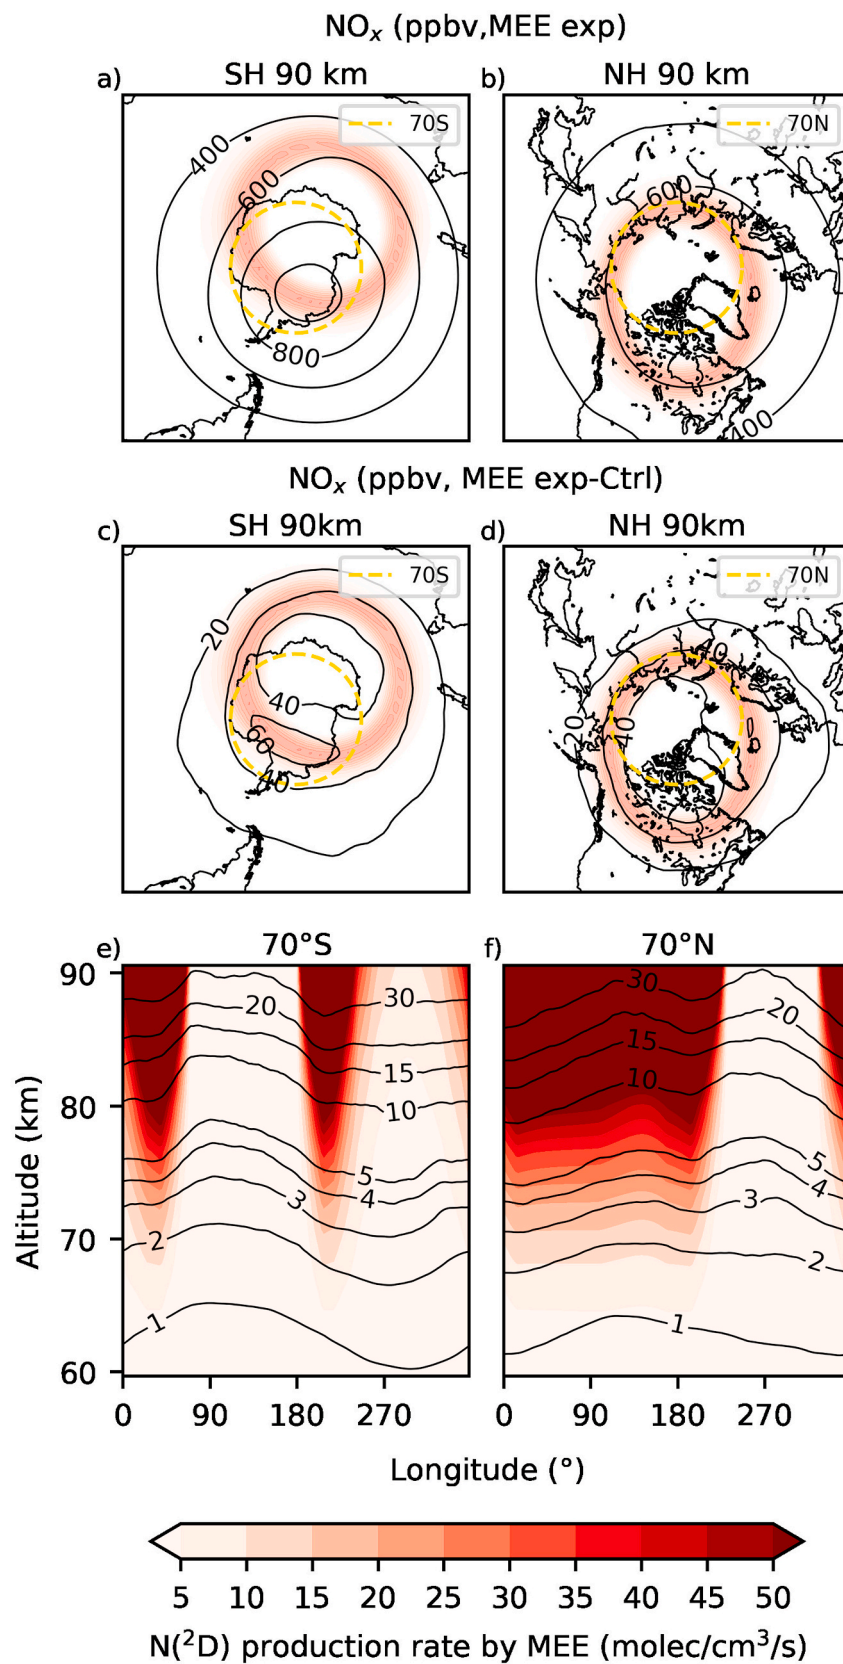 NOₓ (ppbv,MEE exp)
a) SH 90 km
b) NH 90 km
70S
70N
400
600
800
600
400
0
NOₓ (ppbv, MEE exp-Ctrl)
c) SH 90km
d) NH 90km
70S
70N
20
40
60
40
40
20
40
0
e) 70°S
f) 70°N
90
80
70
60
Altitude (km)
30
20
15
10
5
4
3
2
1
30
20
15
10
5
4
3
2
1
0 90 180 270
0 90 180 270
Longitude (°)
5 10 15 20 25 30 35 40 45 50
N(²D) production rate by MEE (molec/cm³/s)